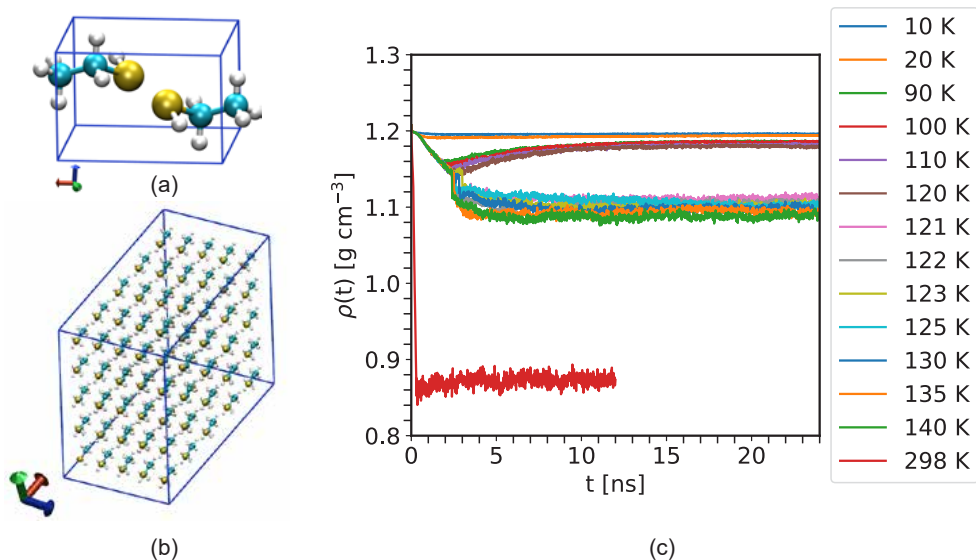 (a)
(b)
1.3
1.2
1.1
1.0
0.9
0.8
ρ(t) [g cm⁻³]
0
5
10
15
20
t [ns]
(c)
10 K
20 K
90 K
100 K
110 K
120 K
121 K
122 K
123 K
125 K
130 K
135 K
140 K
298 K